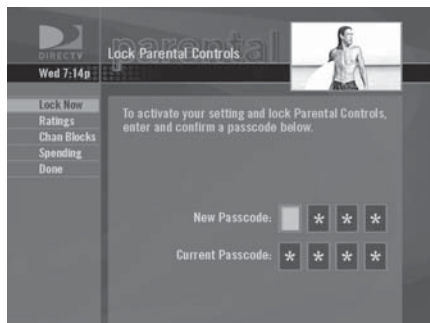 DIRECTV
parental
Lock Parental Controls
Wed 7:14p
Lock Now
Ratings
Chan Blocks
Spending
Done
To activate your setting and lock Parental Controls,
enter and confirm a passcode below.
New Passcode: * * *
Current Passcode: * * * *